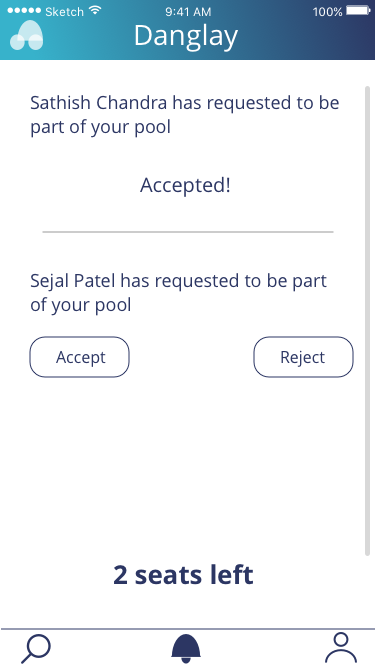 Sketch 9:41 AM 100%
Danglay
Sathish Chandra has requested to be
part of your pool
Accepted!
Sejal Patel has requested to be part
of your pool
Accept Reject
2 seats left